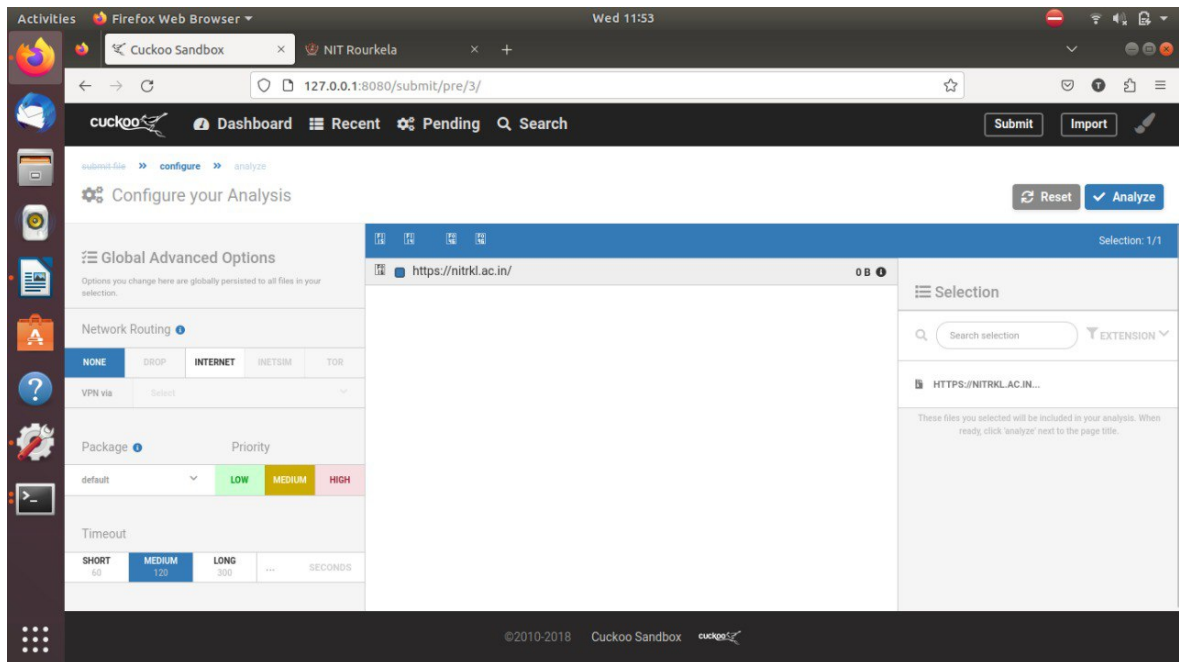 Activities Firefox Web Browser Wed 11:53
Cuckoo Sandbox × NIT Rourkela × +
127.0.0.1:8080/submit/pre/3/
cuckoo Dashboard Recent Pending Search Submit Import
submit file » configure » analyze
Configure your Analysis Reset Analyze
Selection: 1/1
Global Advanced Options
Options you change here are globally persisted to all files in your
selection.
https://nitrkl.ac.in/ 0 B
Selection
Network Routing
Search selection EXTENSION
NONE DROP INTERNET INETSIM TOR
VPN via Select
HTTPS://NITRKL.AC.IN...
These files you selected will be included in your analysis. When
ready, click 'analyze' next to the page title.
Package Priority
default LOW MEDIUM HIGH
Timeout
SHORT MEDIUM LONG
60 120 300 ... SECONDS
©2010-2018 Cuckoo Sandbox cuckoo